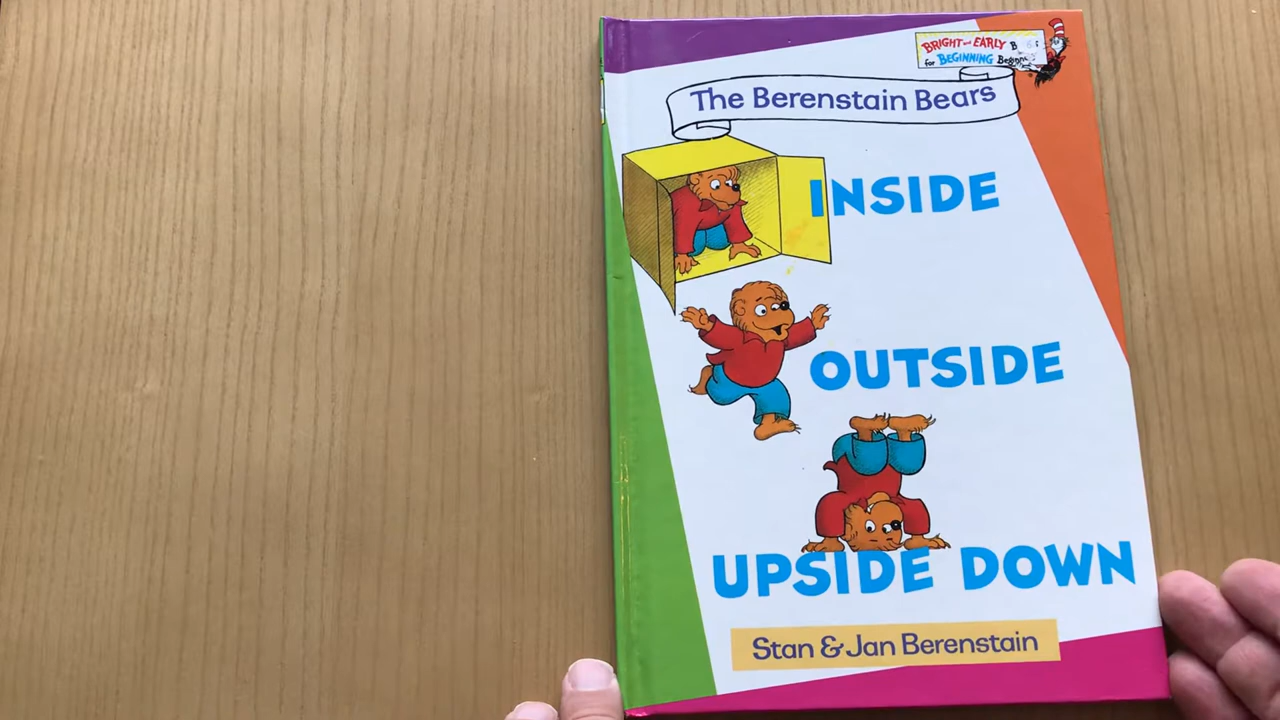 BRIGHT and EARLY
for BEGINNING
The Berenstain Bears
INSIDE
OUTSIDE
UPSIDE DOWN
Stan & Jan Berenstain